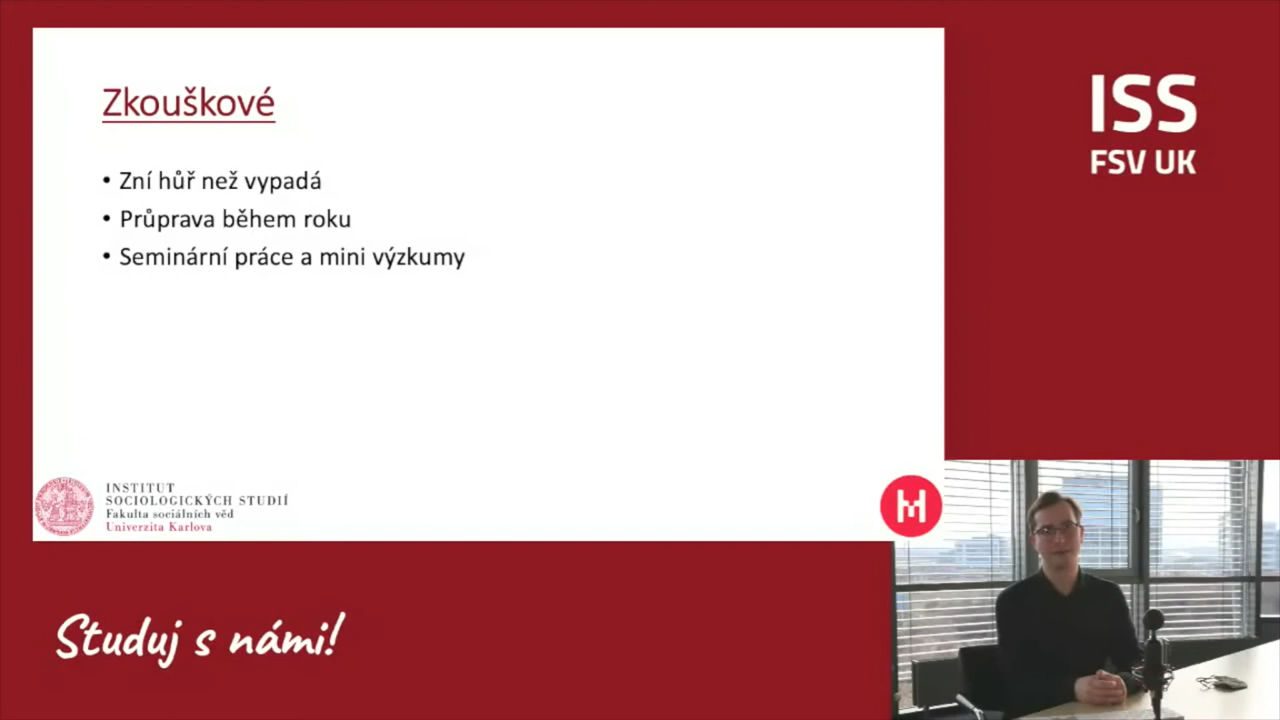 Zkouškové
• Zní hůř než vypadá
• Průprava během roku
• Seminární práce a mini výzkumy
INSTITUT
SOCIOLOGICKÝCH STUDIÍ
Fakulta sociálních věd
Univerzita Karlova
M
ISS
FSV UK
Studuj s námi!